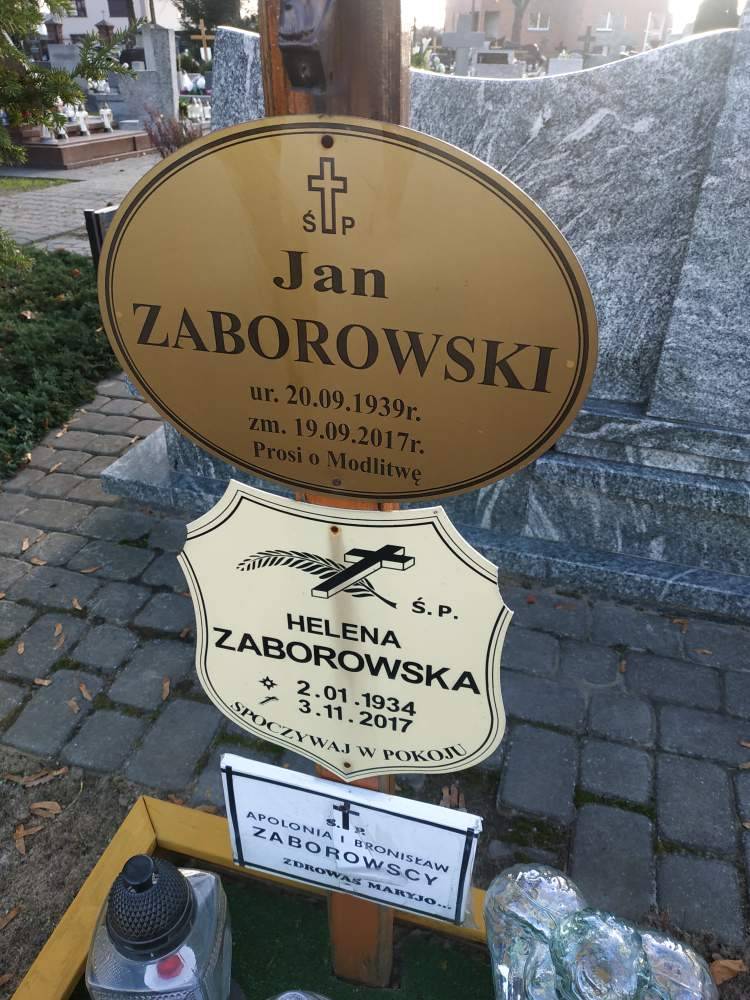 Ś P
Jan
ZABOROWSKI
ur. 20.09.1939r.
zm. 19.09.2017r.
Prosi o Modlitwę
Ś.P.
HELENA
ZABOROWSKA
2.01.1934
3.11.2017
SPOCZYWAJ W POKOJU
Ś.P.
APOLONIA I BRONISŁAW
ZABOROWSCY
ZDROWAŚ MARYJO...